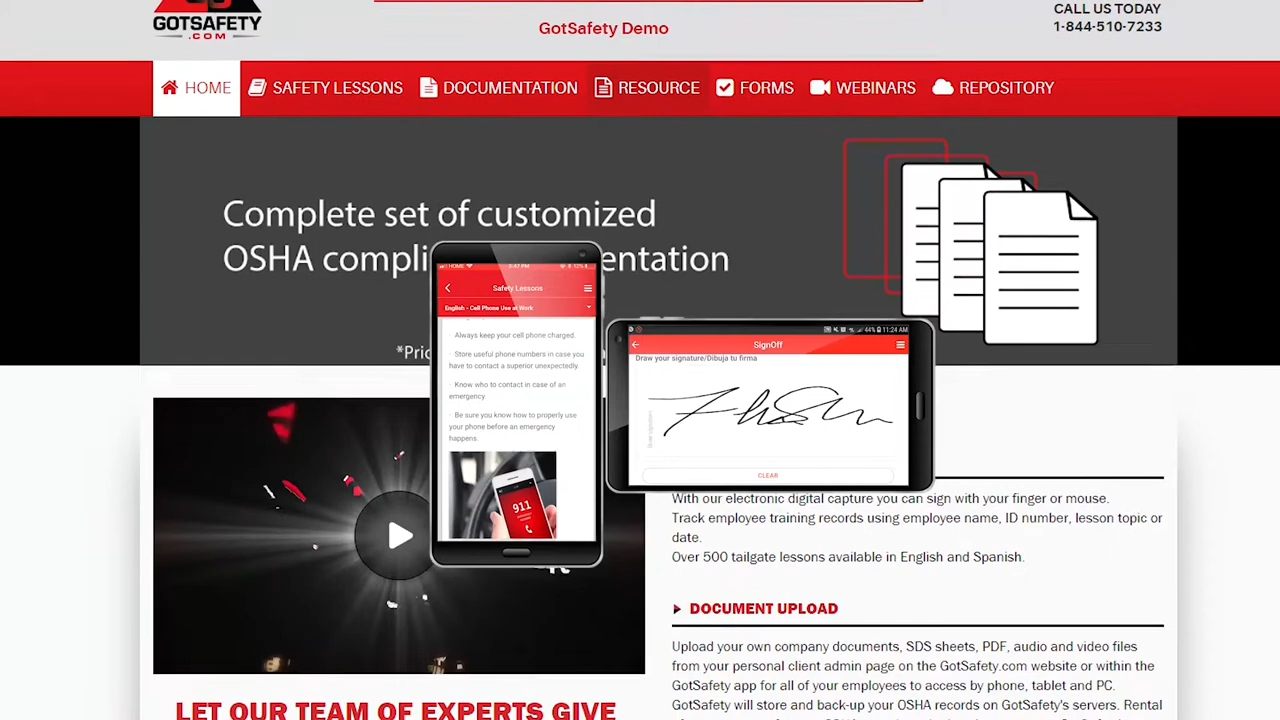 GOTSAFETY
.COM
GotSafety Demo
CALL US TODAY
1-844-510-7233
HOME
SAFETY LESSONS
DOCUMENTATION
RESOURCE
FORMS
WEBINARS
REPOSITORY
Complete set of customized
OSHA compli entation
Safety Lessons
English - Cell Phone Use at Work
Always keep your cell phone charged.
· Store useful phone numbers in case you
have to contact a superior unexpectedly.
· Know who to contact in case of an
emergency.
· Be sure you know how to properly use
your phone before an emergency
happens.
911
44% 11:24 AM
SignOff
Draw your signature/Dibuja tu firma
CLEAR
With our electronic digital capture you can sign with your finger or mouse.
Track employee training records using employee name, ID number, lesson topic or
date.
Over 500 tailgate lessons available in English and Spanish.
DOCUMENT UPLOAD
Upload your own company documents, SDS sheets, PDF, audio and video files
from your personal client admin page on the GotSafety.com website or within the
GotSafety app for all of your employees to access by phone, tablet and PC.
GotSafety will store and back-up your OSHA records on GotSafety's servers. Rental
LET OUR TEAM OF EXPERTS GIVE